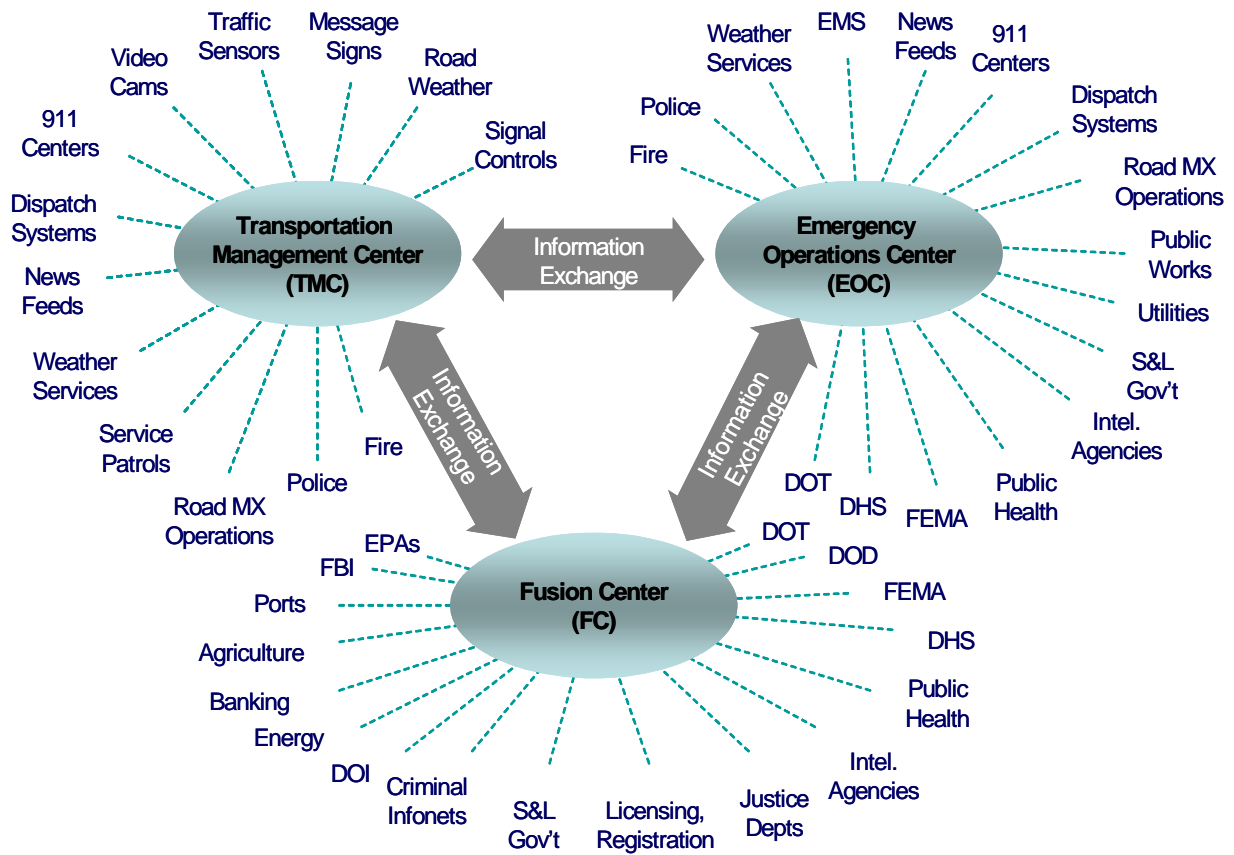 Traffic
Sensors
Message
Signs
Video
Cams
Road
Weather
911
Centers
Signal
Controls
Dispatch
Systems
News
Feeds
Weather
Services
Service
Patrols
Road MX
Operations
Police
Fire
Transportation
Management Center
(TMC)
Information
Exchange
Weather
Services
EMS
News
Feeds
911
Centers
Police
Dispatch
Systems
Fire
Road MX
Operations
Public
Works
Utilities
S&L
Gov't
Intel.
Agencies
Public
Health
FEMA
DHS
DOT
Emergency
Operations Center
(EOC)
Information
Exchange
Information
Exchange
Fusion Center
(FC)
EPAs
FBI
Ports
Agriculture
Banking
Energy
DOI
Criminal
Infonets
S&L
Gov't
Licensing,
Registration
Justice
Depts
Intel.
Agencies
Public
Health
DHS
FEMA
DOD
DOT